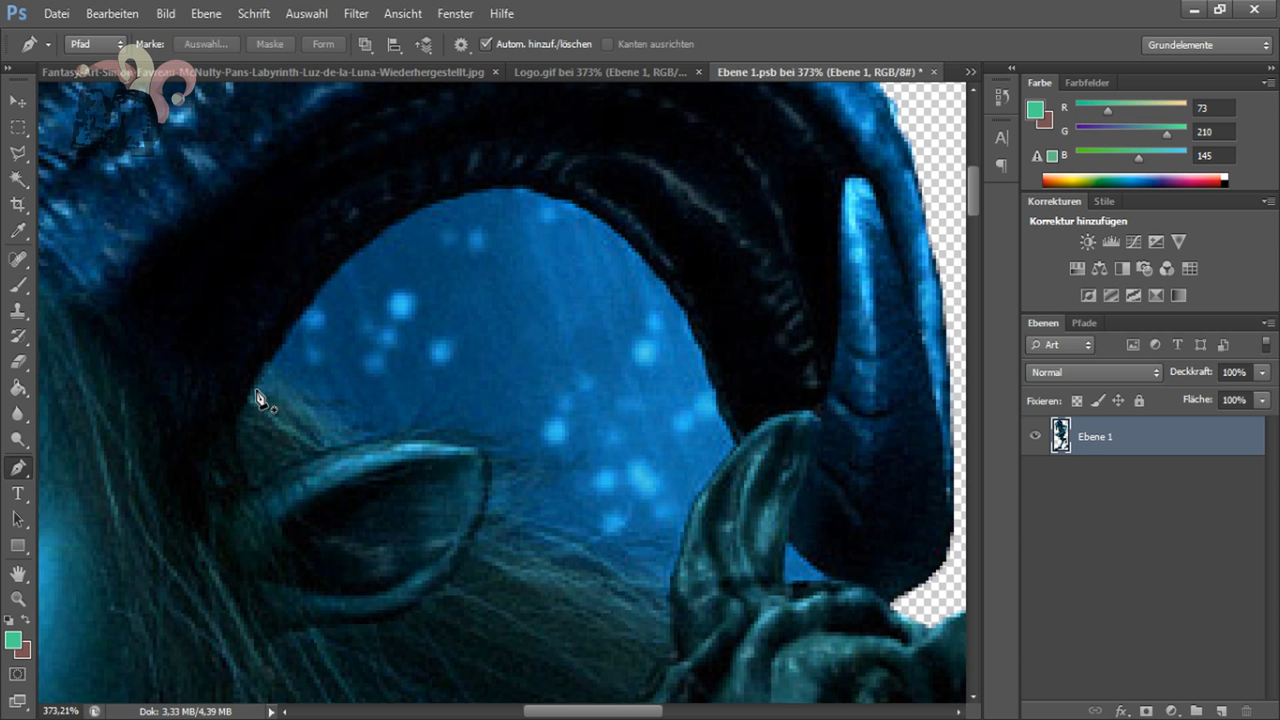 Ps Datei Bearbeiten Bild Ebene Schrift Auswahl Filter Ansicht Fenster Hilfe
Pfad Marke: Auswahl... Maske Form Autom. hinzuf./löschen Kanten ausrichten Grundelemente
Fantasy-Art-Simon-Favreau-McNulty-Pans-Labyrinth-Luz-de-la-Luna-Wiederhergestellt.jpg × Logo.gif bei 373% (Ebene 1, RGB/... × Ebene 1.psb bei 373% (Ebene 1, RGB/8#) * ×
Farbe Farbfelder
R 73
G 210
B 145
Korrekturen Stile
Korrektur hinzufügen
Ebenen Pfade
Art
Normal Deckkraft: 100%
Fixieren: Fläche: 100%
Ebene 1
373,21% Dok: 3,33 MB/4,39 MB